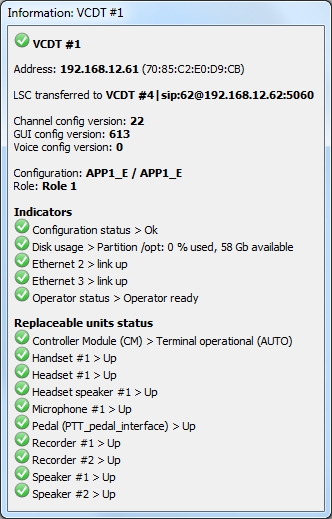 Information: VCDT #1
VCDT #1
Address: 192.168.12.61 (70:85:C2:E0:D9:CB)
LSC transferred to VCDT #4|sip:62@192.168.12.62:5060
Channel config version: 22
GUI config version: 613
Voice config version: 0
Configuration: APP1_E / APP1_E
Role: Role 1
Indicators
Configuration status > Ok
Disk usage > Partition /opt: 0 % used, 58 Gb available
Ethernet 2 > link up
Ethernet 3 > link up
Operator status > Operator ready
Replaceable units status
Controller Module (CM) > Terminal operational (AUTO)
Handset #1 > Up
Headset #1 > Up
Headset speaker #1 > Up
Microphone #1 > Up
Pedal (PTT_pedal_interface) > Up
Recorder #1 > Up
Recorder #2 > Up
Speaker #1 > Up
Speaker #2 > Up